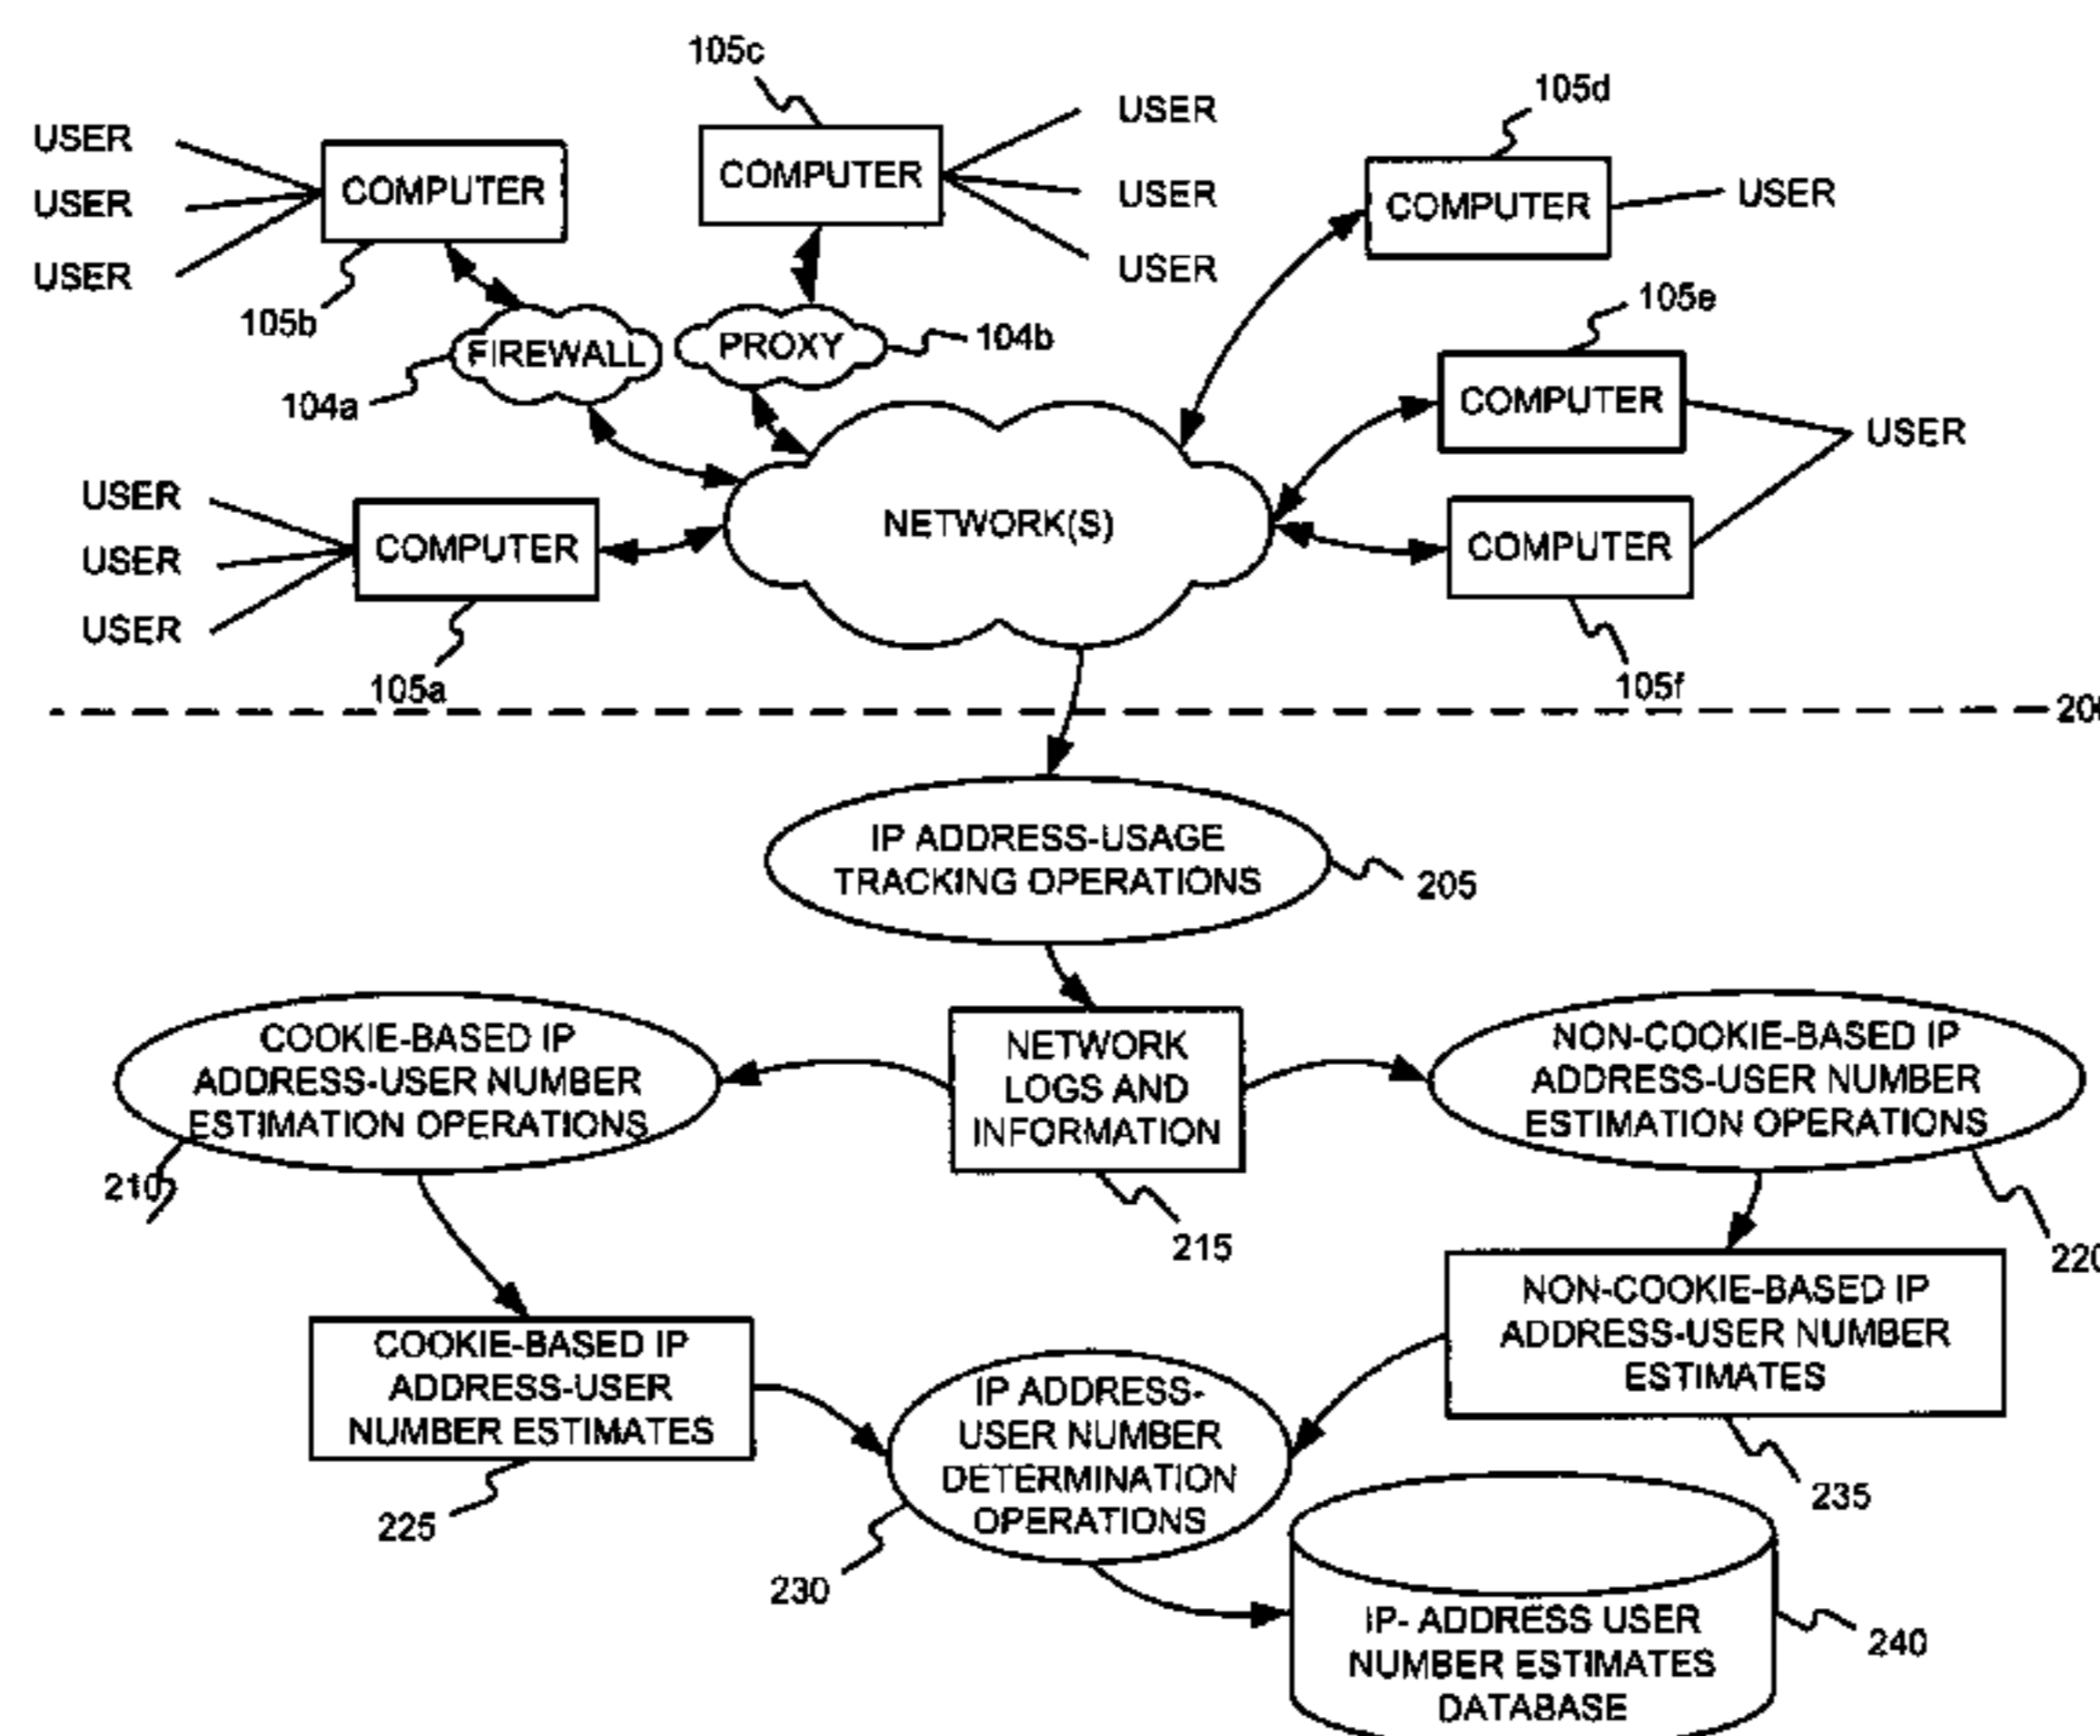 105c
105d
USER
USER
USER
COMPUTER
COMPUTER
USER
USER
USER
COMPUTER
USER
105b
FIREWALL
104a
PROXY
104b
105e
COMPUTER
USER
USER
USER
USER
COMPUTER
NETWORK(S)
COMPUTER
105a
105f
IP ADDRESS-USAGE
TRACKING OPERATIONS
205
COOKIE-BASED IP
ADDRESS-USER NUMBER
ESTIMATION OPERATIONS
210
NETWORK
LOGS AND
INFORMATION
215
NON-COOKIE-BASED IP
ADDRESS-USER NUMBER
ESTIMATION OPERATIONS
220
COOKIE-BASED IP
ADDRESS-USER
NUMBER ESTIMATES
225
IP ADDRESS-
USER NUMBER
DETERMINATION
OPERATIONS
230
NON-COOKIE-BASED IP
ADDRESS-USER NUMBER
ESTIMATES
235
IP- ADDRESS USER
NUMBER ESTIMATES
DATABASE
240